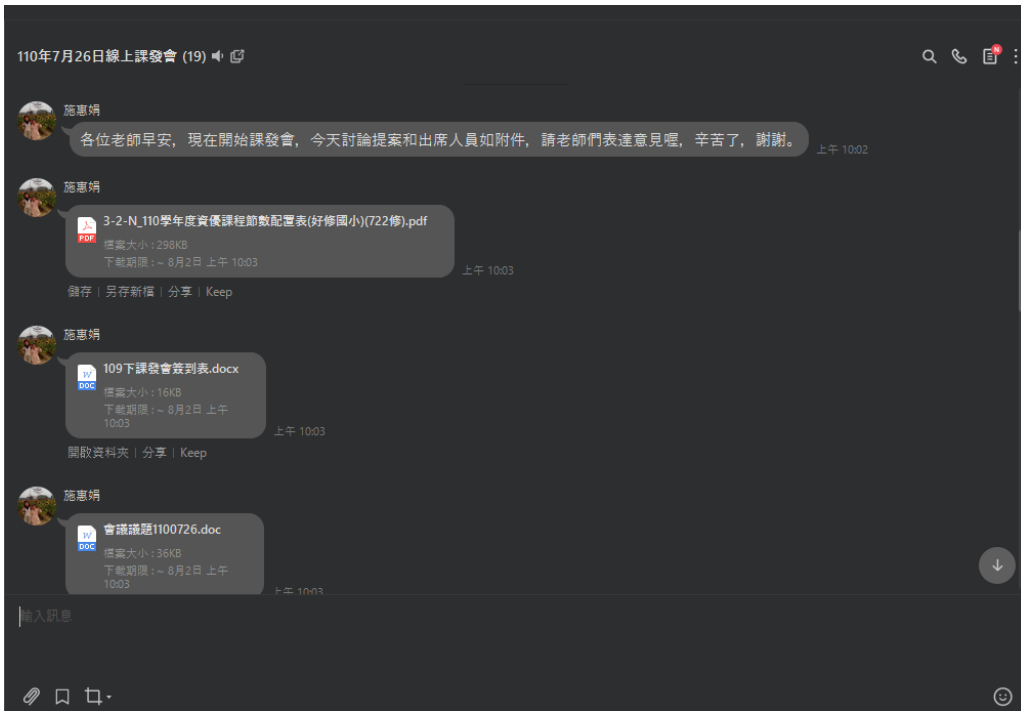 110年7月26日線上課發會 (19)
N
施惠娟
各位老師早安，現在開始課發會，今天討論提案和出席人員如附件，請老師們表達意見喔，辛苦了，謝謝。
上午 10:02
施惠娟
3-2-N_110學年度資優課程節數配置表(好修國小)(722修).pdf
PDF
檔案大小 : 298KB
下載期限 : ~ 8月2日 上午 10:03
上午 10:03
儲存 | 另存新檔 | 分享 | Keep
施惠娟
109下課發會簽到表.docx
W
DOC
檔案大小 : 16KB
下載期限 : ~ 8月2日 上午
10:03
上午 10:03
開啟資料夾 | 分享 | Keep
施惠娟
會議議題1100726.doc
W
DOC
檔案大小 : 36KB
下載期限 : ~ 8月2日 上午
10:03
上午 10:03
輸入訊息